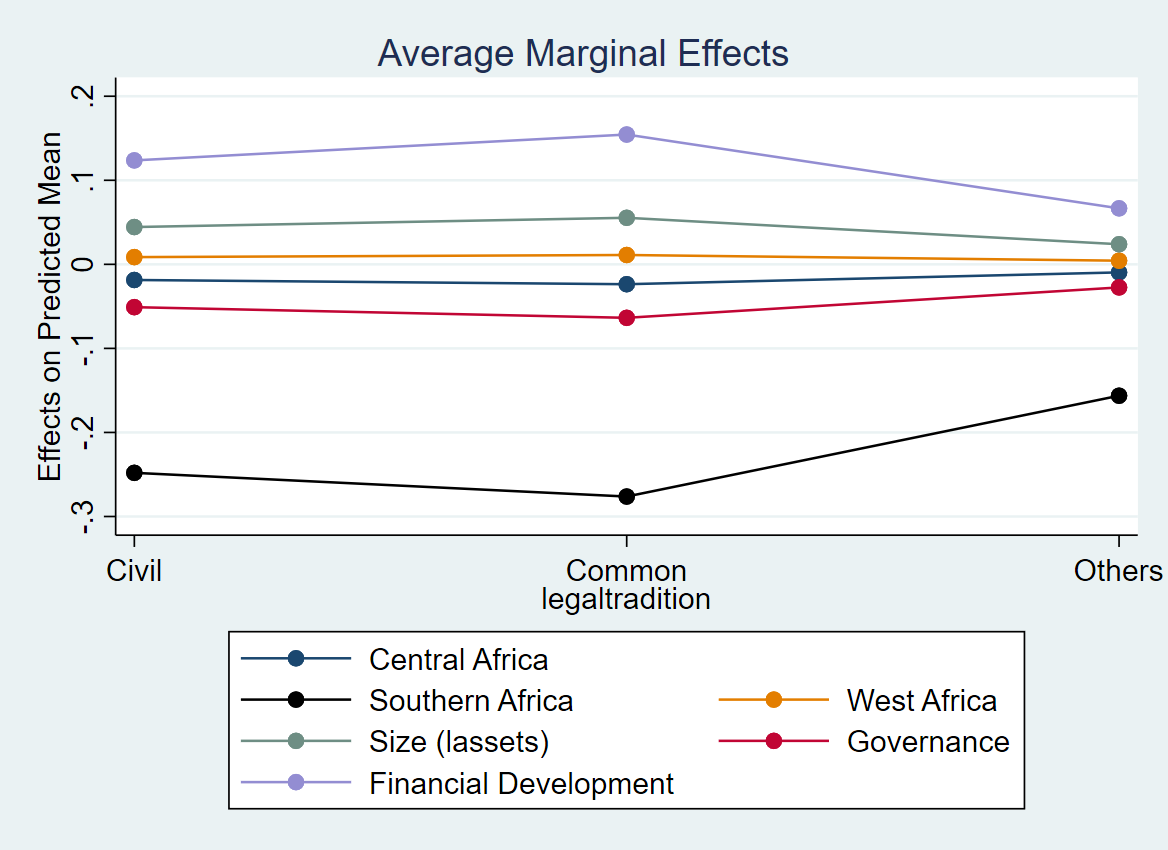 Average Marginal Effects
Effects on Predicted Mean
.2
.1
0
-.1
-.2
-.3
Civil
Common
Others
legaltradition
Central Africa
Southern Africa
West Africa
Size (lassets)
Governance
Financial Development